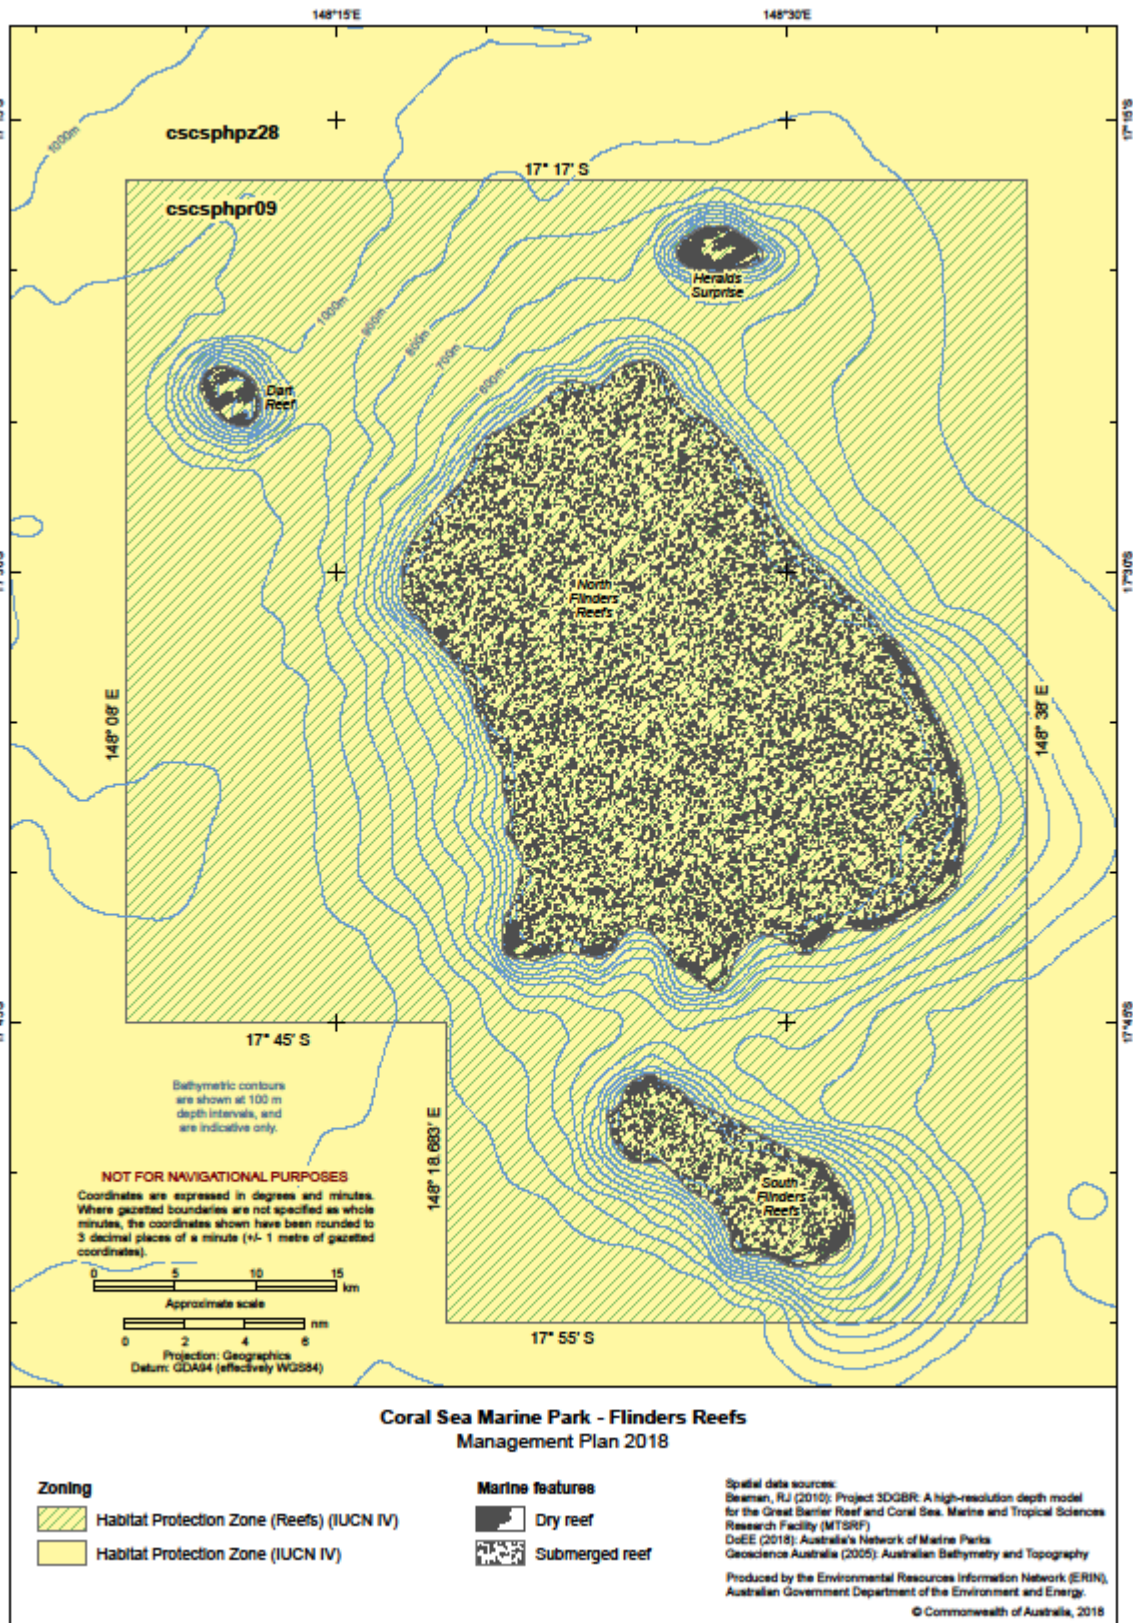 148°15'E
148°30'E
1000m
cscsphpz28
17°15'S
17° 17' S
cscsphpr09
Heralds
Surprise
1000m
900m
800m
700m
600m
Dart
Reef
North
Flinders
Reefs
17°30'S
148° 08' E
148° 38' E
17° 45' S
17°45'S
Bathymetric contours
are shown at 100 m
depth intervals, and
are indicative only.
148° 18.683' E
NOT FOR NAVIGATIONAL PURPOSES
Coordinates are expressed in degrees and minutes.
Where gazetted boundaries are not specified as whole
minutes, the coordinates shown have been rounded to
3 decimal places of a minute (+/- 1 metre of gazetted
coordinates).
South
Flinders
Reefs
0 5 10 15
km
Approximate scale
nm
0 2 4 6
Projection: Geographics
Datum: GDA94 (effectively WGS84)
17° 55' S
Coral Sea Marine Park - Flinders Reefs
Management Plan 2018
Zoning
Habitat Protection Zone (Reefs) (IUCN IV)
Habitat Protection Zone (IUCN IV)
Marine features
Dry reef
Submerged reef
Spatial data sources:
Beaman, RJ (2010): Project 3DGBR: A high-resolution depth model
for the Great Barrier Reef and Coral Sea. Marine and Tropical Sciences
Research Facility (MTSRF)
DoEE (2018): Australia's Network of Marine Parks
Geoscience Australia (2005): Australian Bathymetry and Topography
Produced by the Environmental Resources Information Network (ERIN),
Australian Government Department of the Environment and Energy.
© Commonwealth of Australia, 2018